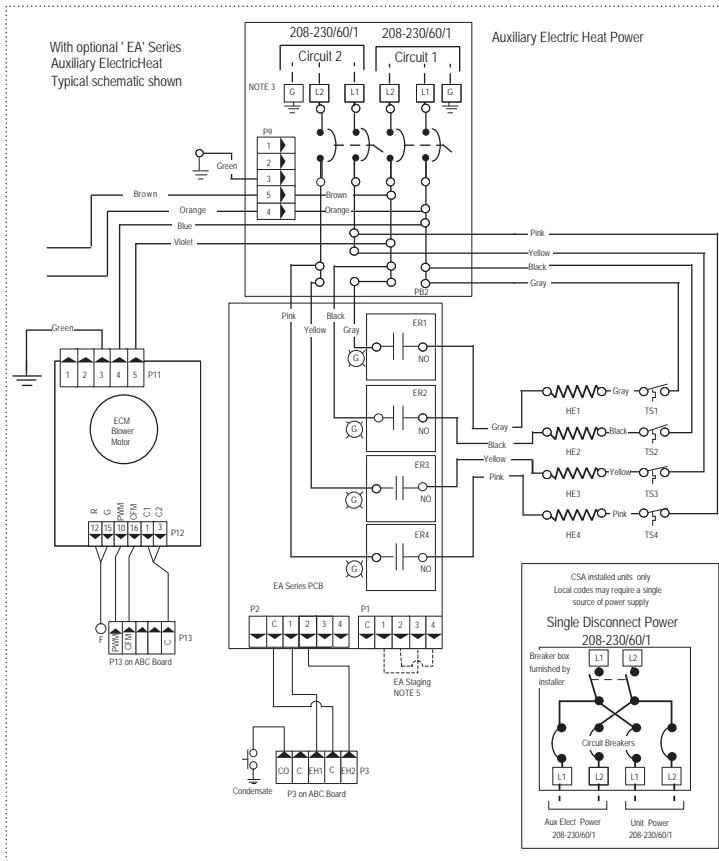 With optional ' EA' Series
Auxiliary ElectricHeat
Typical schematic shown
208-230/60/1 208-230/60/1
Circuit 2 Circuit 1
Auxiliary Electric Heat Power
NOTE 3
G L2 L1 L2 L1 G
P9
1
2
3
5
4
Green
Brown
Orange
Blue
Violet
Brown
Orange
Pink
Yellow
Black
Gray
PB2
Pink
Yellow
Black
Gray
Green
1 2 3 4 5 P11
ECM
Blower
Motor
R G PWM CFM C1 C2
12 15 10 16 1 3 P12
F
PWM CFM C P13
P13 on ABC Board
ER1
G
NO
ER2
G
NO
ER3
G
NO
ER4
G
NO
Gray
Black
Yellow
Pink
Gray
HE1 TS1
Black
HE2 TS2
Yellow
HE3 TS3
Pink
HE4 TS4
EA Series PCB
P2
C 1 2 3 4
P1
C 1 2 3 4
EA Staging
NOTE 5
Condensate
CO C EH1 C EH2 P3
P3 on ABC Board
CSA installed units only
Local codes may require a single
source of power supply
Single Disconnect Power
208-230/60/1
Breaker box
furnished by
installer
L1 L2
Circuit Breakers
L1 L2 L1 L2
Aux Elect Power
208-230/60/1
Unit Power
208-230/60/1